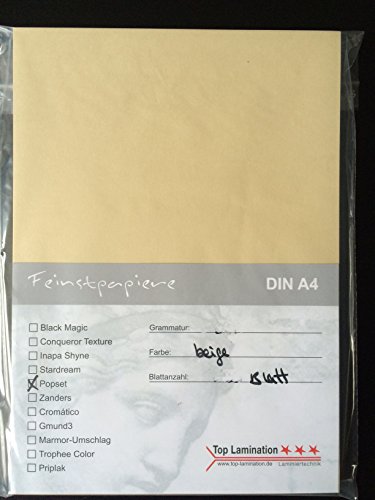 Feinstpapiere DIN A4
Black Magic
Conqueror Texture
Inapa Shyne
Stardream
Popset
Zanders
Cromático
Gmund3
Marmor-Umschlag
Trophee Color
Priplak
Grammatur:
Farbe: beige
Blattanzahl: Blatt
Top Lamination
www.top-lamination.de Laminiertechnik